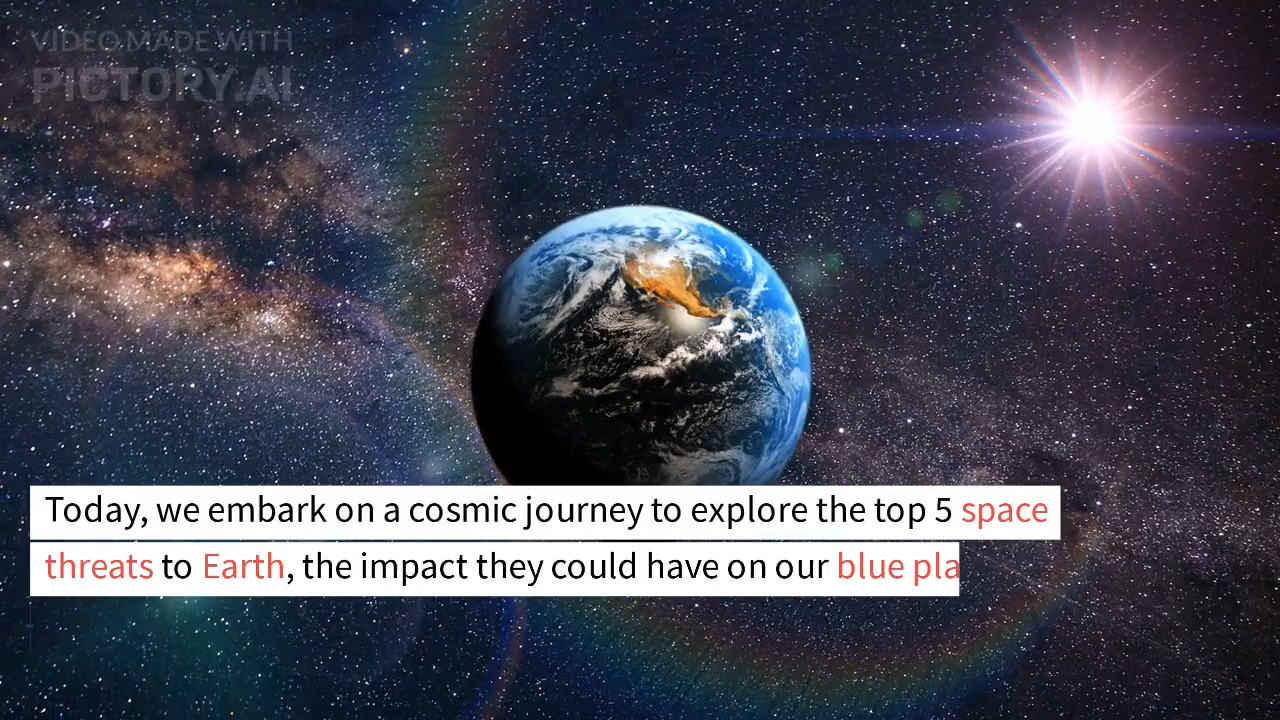 VIDEO MADE WITH
PICTORY.AI
Today, we embark on a cosmic journey to explore the top 5 space
threats to Earth, the impact they could have on our blue pla